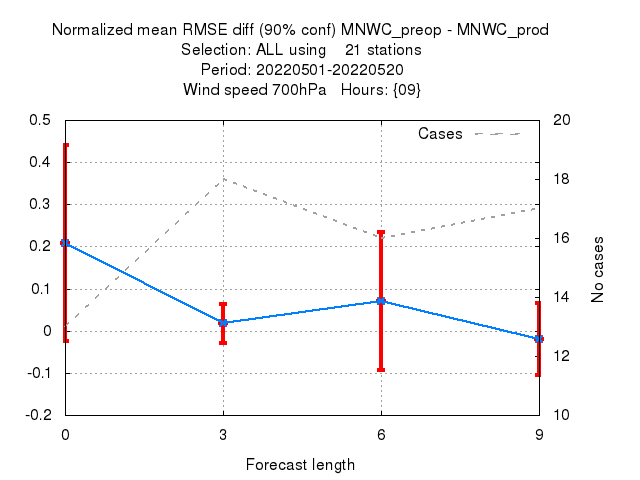 Normalized mean RMSE diff (90% conf) MNWC_preop - MNWC_prod
Selection: ALL using    21 stations
Period: 20220501-20220520
Wind speed 700hPa   Hours: {09}
Cases
0.5
0.4
0.3
0.2
0.1
0
-0.1
-0.2
20
18
16
14
12
10
No cases
0
3
6
9
Forecast length